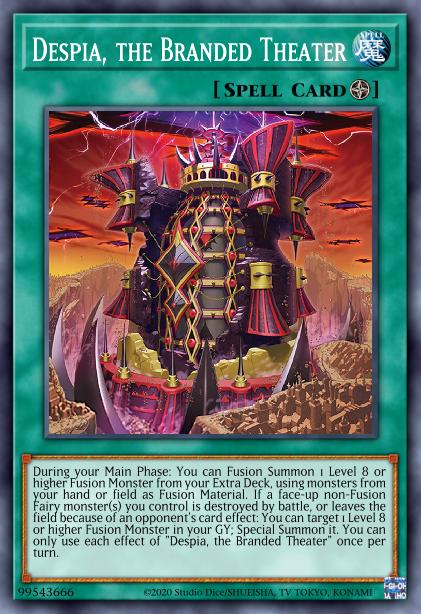 Despia, the Branded Theater
[Spell Card]
During your Main Phase: You can Fusion Summon 1 Level 8 or
higher Fusion Monster from your Extra Deck, using monsters from
your hand or field as Fusion Material. If a face-up non-Fusion
Fairy monster(s) you control is destroyed by battle, or leaves the
field because of an opponent's card effect: You can target 1 Level 8
or higher Fusion Monster in your GY; Special Summon it. You can
only use each effect of "Despia, the Branded Theater" once per
turn.
99543666 ©2020 Studio Dice/SHUEISHA, TV TOKYO, KONAMI